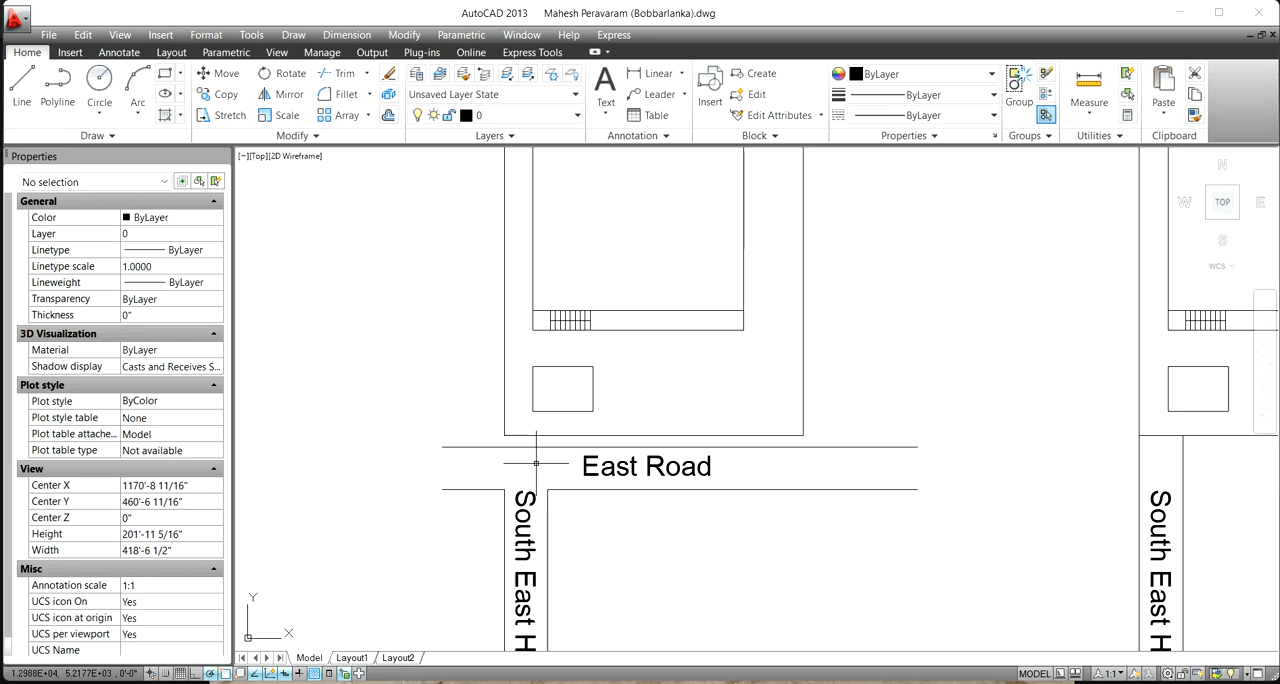 AutoCAD 2013 Mahesh Peravaram (Bobbarlanka).dwg
File Edit View Insert Format Tools Draw Dimension Modify Parametric Window Help Express
Home Insert Annotate Layout Parametric View Manage Output Plug-ins Online Express Tools
Line Polyline Circle Arc
Move Rotate Trim
Copy Mirror Fillet
Stretch Scale Array
Unsaved Layer State
0
Text
Linear
Leader
Table
Insert
Create
Edit
Edit Attributes
ByLayer
ByLayer
ByLayer
Group
Measure
Paste
Draw Modify Layers Annotation Block Properties Groups Utilities Clipboard
Properties
No selection
General
Color ByLayer
Layer 0
Linetype ByLayer
Linetype scale 1.0000
Lineweight ByLayer
Transparency ByLayer
Thickness 0"
3D Visualization
Material ByLayer
Shadow display Casts and Receives S...
Plot style
Plot style ByColor
Plot style table None
Plot table attache... Model
Plot table type Not available
View
Center X 1170'-8 11/16"
Center Y 460'-6 11/16"
Center Z 0"
Height 201'-11 5/16"
Width 418'-6 1/2"
Misc
Annotation scale 1:1
UCS icon On Yes
UCS icon at origin Yes
UCS per viewport Yes
UCS Name
[−][Top][2D Wireframe]
N
W TOP E
S
WCS
East Road
South East H
South East H
Y
X
Model Layout1 Layout2
1.2988E+04, 5.2177E+03 , 0'-0"
MODEL 1:1